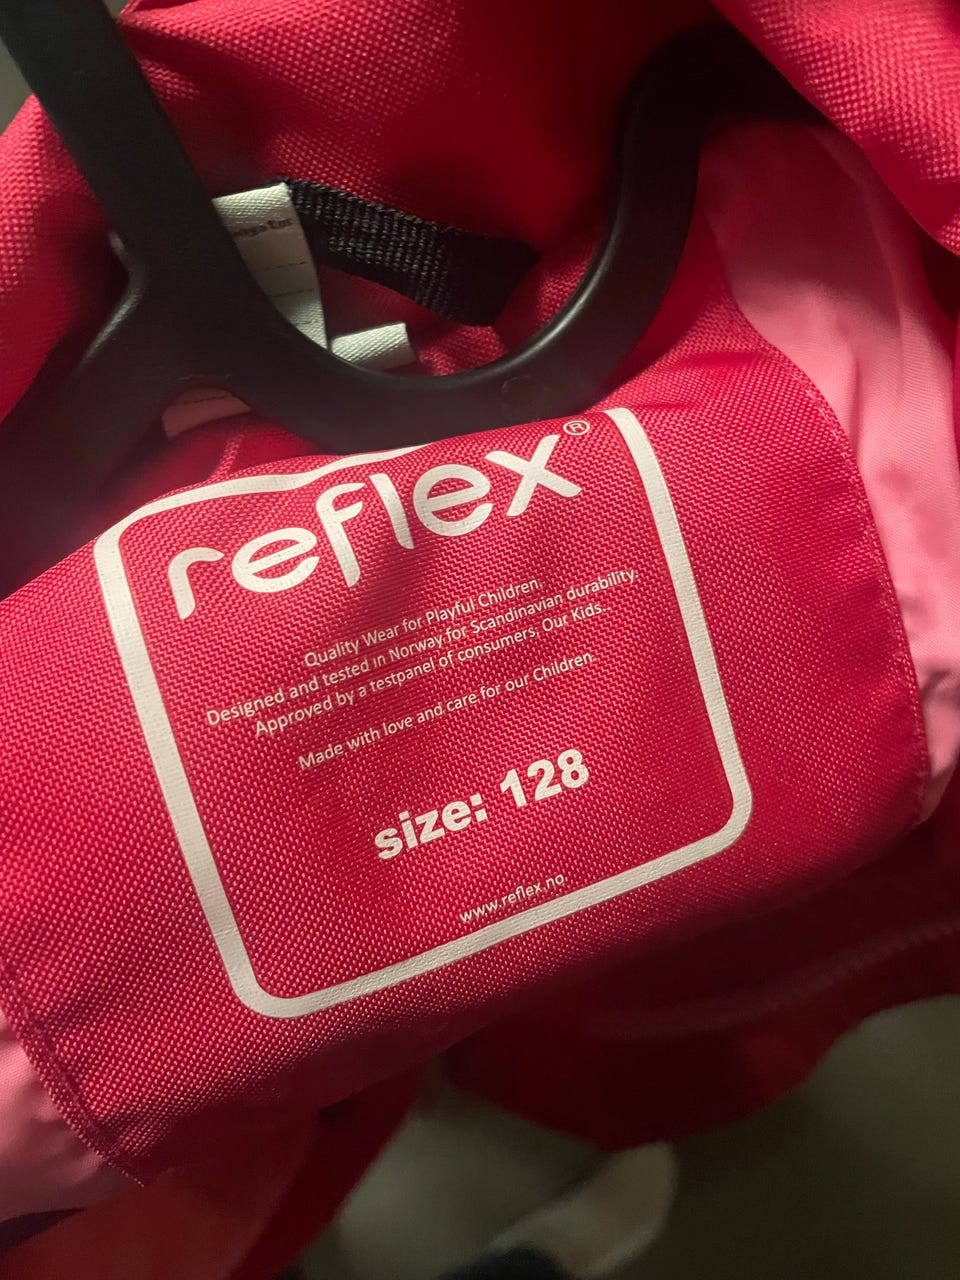 reflex®
Quality Wear for Playful Children.
Designed and tested in Norway for Scandinavian durability.
Approved by a testpanel of consumers, Our Kids..
Made with love and care for our Children.
size: 128
www.reflex.no